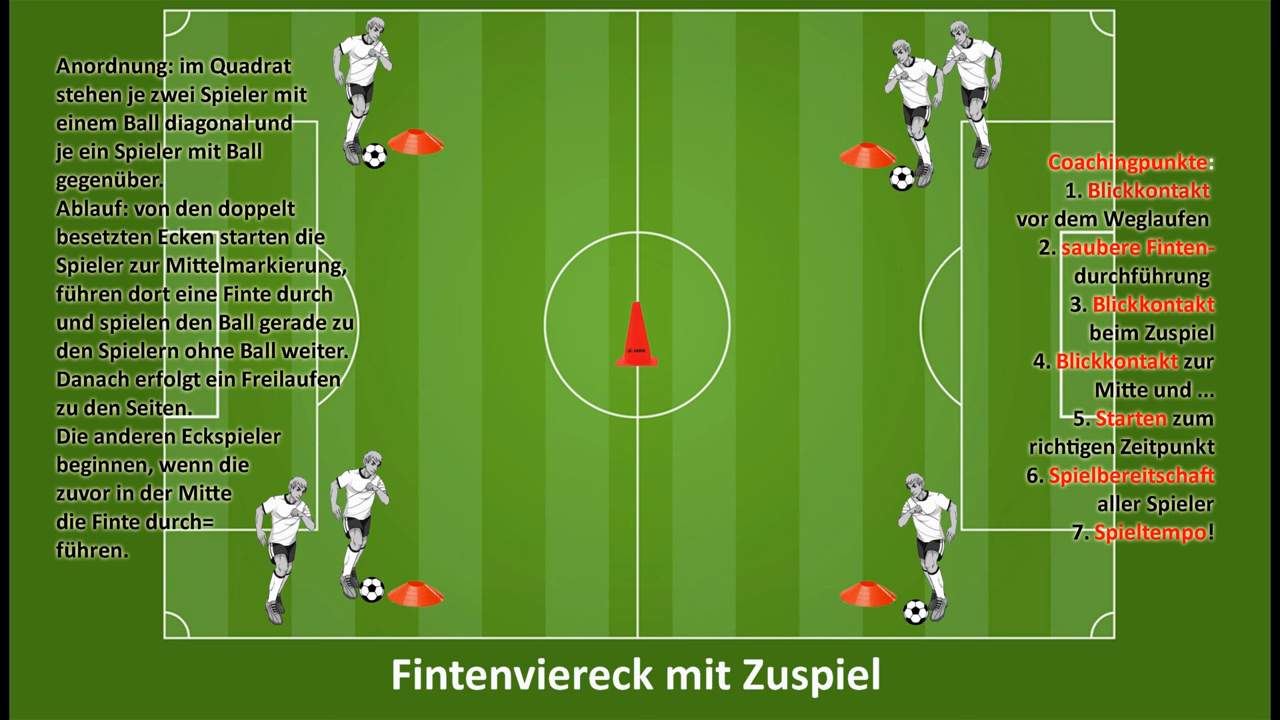 Anordnung: im Quadrat
stehen je zwei Spieler mit
einem Ball diagonal und
je ein Spieler mit Ball
gegenüber.
Ablauf: von den doppelt
besetzten Ecken starten die
Spieler zur Mittelmarkierung,
führen dort eine Finte durch
und spielen den Ball gerade zu
den Spielern ohne Ball weiter.
Danach erfolgt ein Freilaufen
zu den Seiten.
Die anderen Eckspieler
beginnen, wenn die
zuvor in der Mitte
die Finte durch=
führen.
Coachingpunkte:
1. Blickkontakt
vor dem Weglaufen
2. saubere Finten-
durchführung
3. Blickkontakt
beim Zuspiel
4. Blickkontakt zur
Mitte und ...
5. Starten zum
richtigen Zeitpunkt
6. Spielbereitschaft
aller Spieler
7. Spieltempo!
Fintenviereck mit Zuspiel